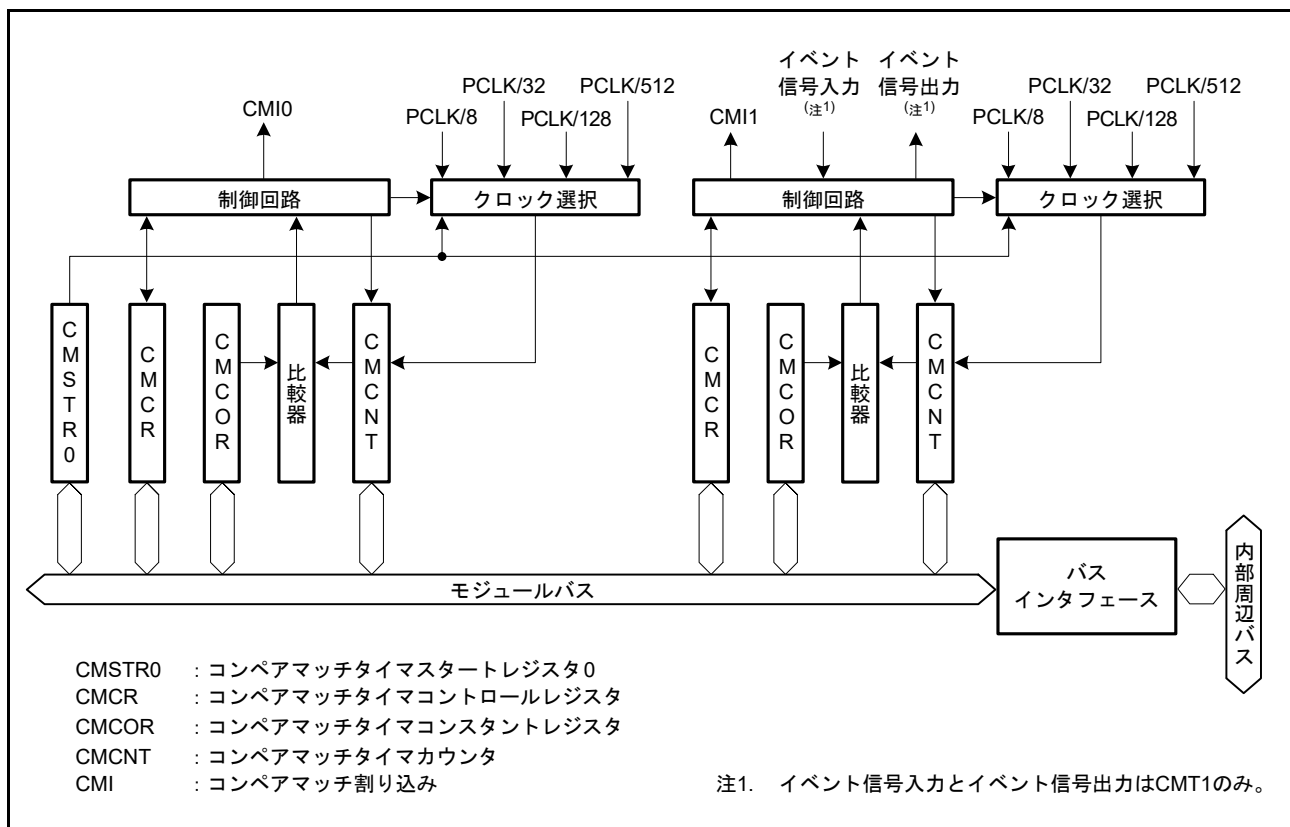 CMI0
PCLK/8
PCLK/32
PCLK/128
PCLK/512
CMI1
イベント
信号入力
(注1)
イベント
信号出力
(注1)
PCLK/8
PCLK/32
PCLK/128
PCLK/512
制御回路
クロック選択
制御回路
クロック選択
CMSTR0
CMCR
CMCOR
比較器
CMCNT
CMCR
CMCOR
比較器
CMCNT
モジュールバス
バス
インタフェース
内部周辺バス
CMSTR0 : コンペアマッチタイマスタートレジスタ0
CMCR : コンペアマッチタイマコントロールレジスタ
CMCOR : コンペアマッチタイマコンスタントレジスタ
CMCNT : コンペアマッチタイマカウンタ
CMI : コンペアマッチ割り込み
注1. イベント信号入力とイベント信号出力はCMT1のみ。